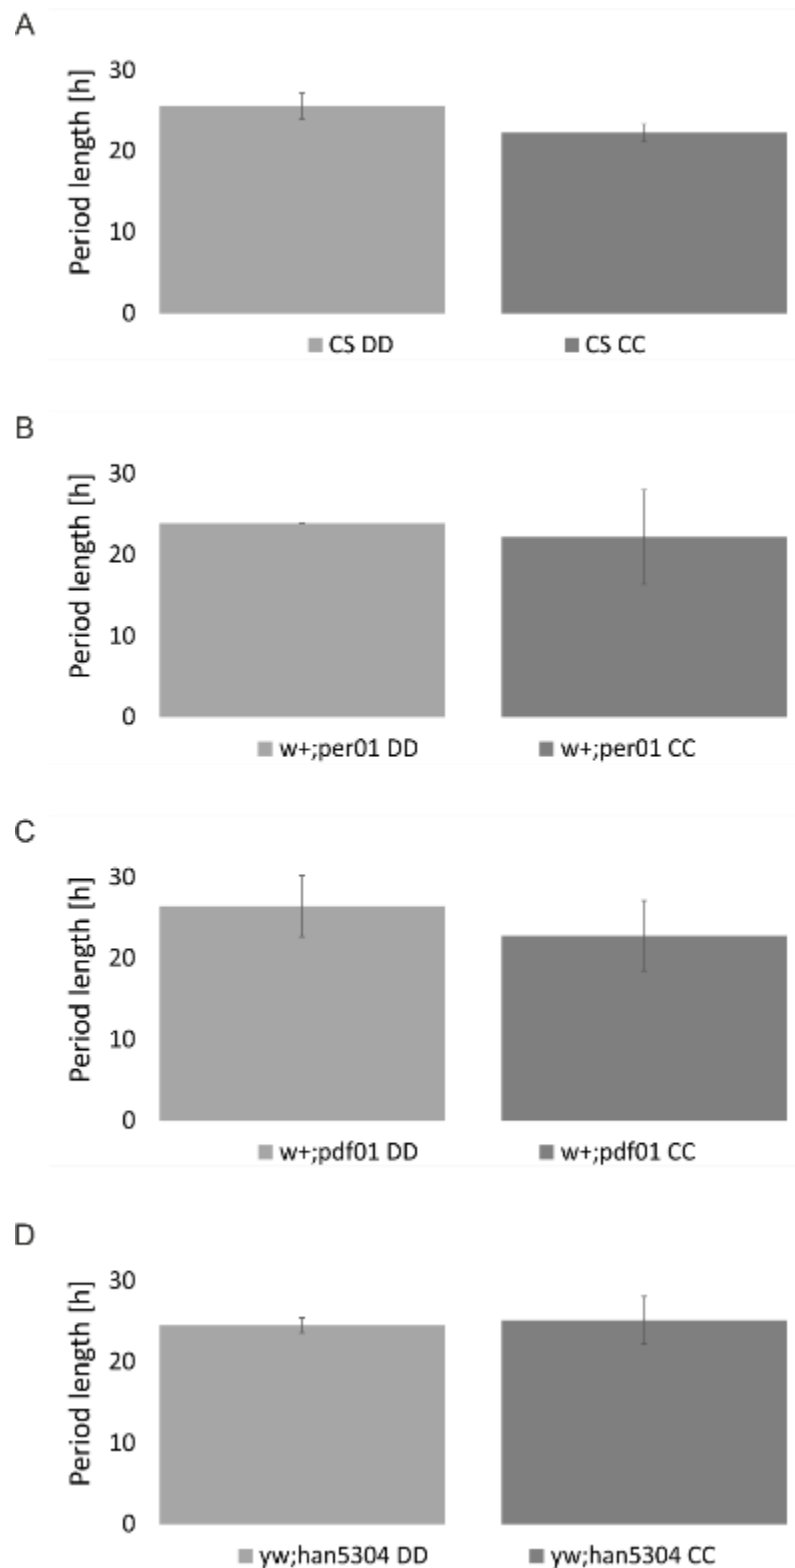 A
Period length [h]
30
20
10
0
CS DD CS CC
B
Period length [h]
30
20
10
0
w+;per01 DD w+;per01 CC
C
Period length [h]
30
20
10
0
w+;pdf01 DD w+;pdf01 CC
D
Period length [h]
30
20
10
0
yw;han5304 DD yw;han5304 CC